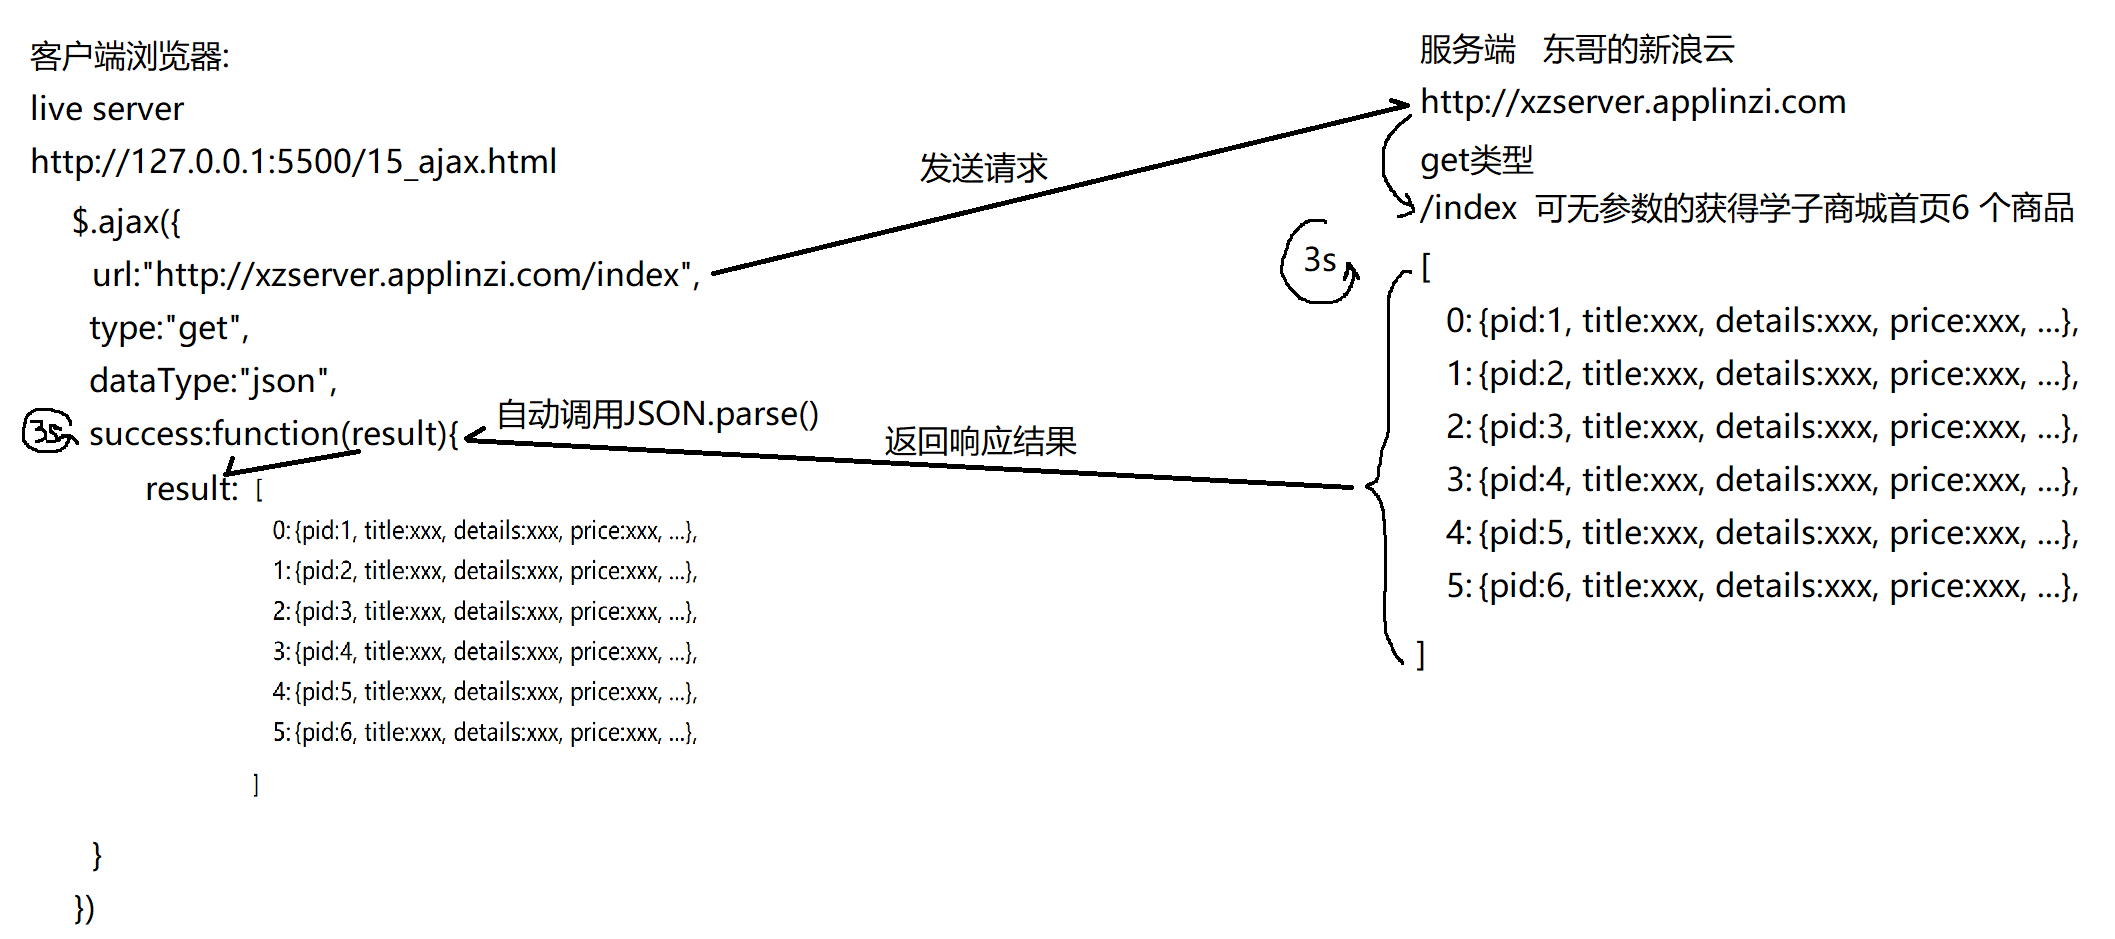 客户端浏览器:
live server
http://127.0.0.1:5500/15_ajax.html
$.ajax({
url:"http://xzserver.applinzi.com/index",
type:"get",
dataType:"json",
3s
success:function(result){
result: [
0:{pid:1, title:xxx, details:xxx, price:xxx, ...},
1:{pid:2, title:xxx, details:xxx, price:xxx, ...},
2:{pid:3, title:xxx, details:xxx, price:xxx, ...},
3:{pid:4, title:xxx, details:xxx, price:xxx, ...},
4:{pid:5, title:xxx, details:xxx, price:xxx, ...},
5:{pid:6, title:xxx, details:xxx, price:xxx, ...},
]
}
})
发送请求
自动调用JSON.parse()
返回响应结果
服务端 东哥的新浪云
http://xzserver.applinzi.com
get类型
/index 可无参数的获得学子商城首页6 个商品
3s
[
0:{pid:1, title:xxx, details:xxx, price:xxx, ...},
1:{pid:2, title:xxx, details:xxx, price:xxx, ...},
2:{pid:3, title:xxx, details:xxx, price:xxx, ...},
3:{pid:4, title:xxx, details:xxx, price:xxx, ...},
4:{pid:5, title:xxx, details:xxx, price:xxx, ...},
5:{pid:6, title:xxx, details:xxx, price:xxx, ...},
]